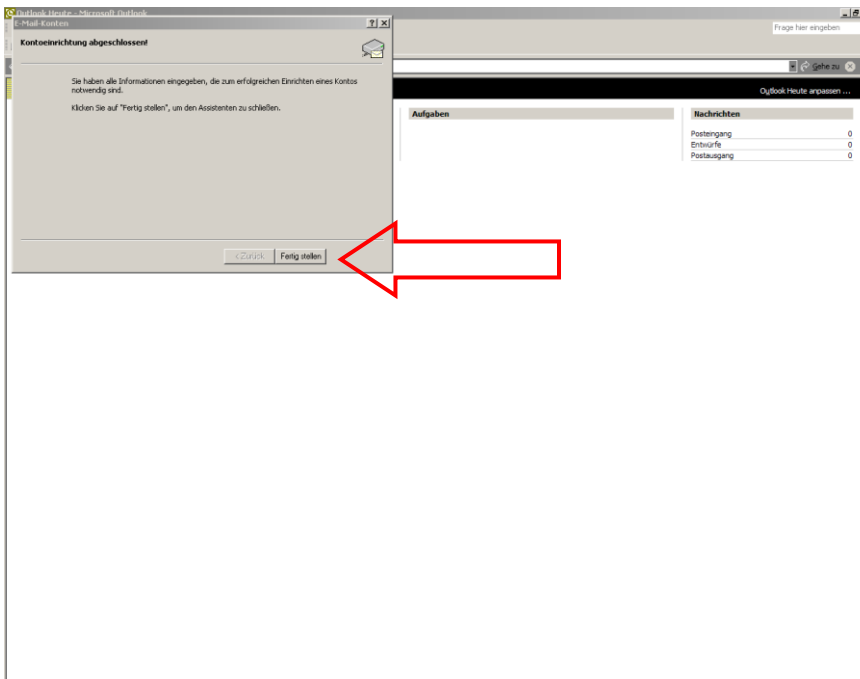 Outlook Heute - Microsoft Outlook
E-Mail-Konten
Frage hier eingeben
Kontoeinrichtung abgeschlossen!
Sie haben alle Informationen eingegeben, die zum erfolgreichen Einrichten eines Kontos
notwendig sind.
Klicken Sie auf "Fertig stellen", um den Assistenten zu schließen.
Gehe zu
Outlook Heute anpassen ...
Aufgaben
Nachrichten
Posteingang 0
Entwürfe 0
Postausgang 0
< Zurück
Fertig stellen